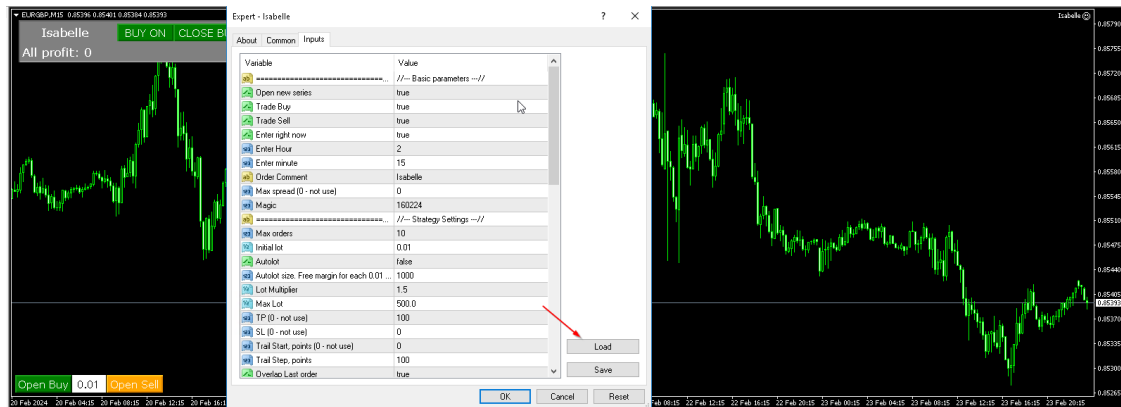 EURGBP,M15 0.85396 0.85401 0.85384 0.85393
Isabelle
BUY ON
CLOSE BU
All profit: 0
Expert - Isabelle
About
Common
Inputs
Variable Value
//--- Basic parameters ---//
Open new series true
Trade Buy true
Trade Sell true
Enter right now true
Enter Hour 2
Enter minute 15
Order Comment Isabelle
Max spread (0 - not use) 0
Magic 160224
//--- Strategy Settings ---//
Max orders 10
Initial lot 0.01
Autolot false
Autolot size. Free margin for each 0.01 ... 1000
Lot Multiplier 1.5
Max Lot 500.0
TP (0 - not use) 100
SL (0 - not use) 0
Trail Start, points (0 - not use) 0
Trail Step, points 100
Overlap Last order true
Load
Save
OK
Cancel
Reset
Open Buy
0.01
Open Sell
Isabelle
0.85790
0.85755
0.85720
0.85685
0.85650
0.85615
0.85580
0.85545
0.85510
0.85475
0.85440
0.85405
0.85393
0.85370
0.85335
0.85300
0.85265
20 Feb 2024 20 Feb 04:15 20 Feb 08:15 20 Feb 12:15 20 Feb 16:1
Feb 08:15 22 Feb 12:15 22 Feb 16:15 22 Feb 20:15 23 Feb 00:15 23 Feb 04:15 23 Feb 08:15 23 Feb 12:15 23 Feb 16:15 23 Feb 20:15